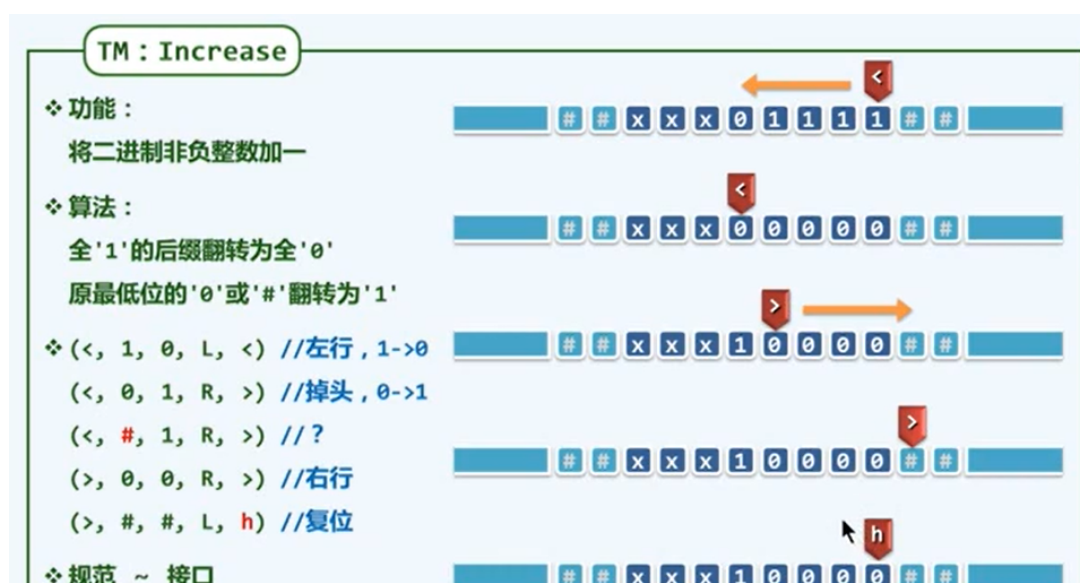 TM：Increase
❖ 功能：
将二进制非负整数加一
❖ 算法：
全'1'的后缀翻转为全'0'
原最低位的'0'或'#'翻转为'1'
❖ (<, 1, 0, L, <) //左行，1->0
(<, 0, 1, R, >) //掉头，0->1
(<, #, 1, R, >) //？
(>, 0, 0, R, >) //右行
(>, #, #, L, h) //复位
❖ 规范 ~ 接口
<
# # x x x 0 1 1 1 1 # #
<
# # x x x 0 0 0 0 0 # #
>
# # x x x 1 0 0 0 0 # #
>
# # x x x 1 0 0 0 0 # #
h
# # x x x 1 0 0 0 0 # #